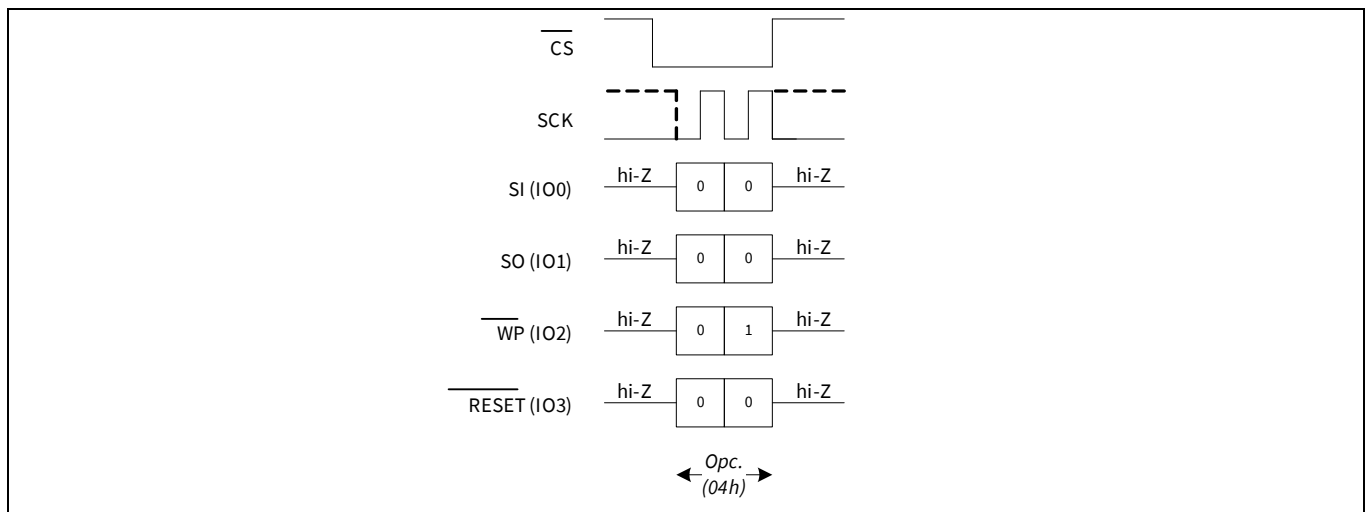 CS
SCK
hi-Z 0 0 hi-Z
SI (IO0)
hi-Z 0 0 hi-Z
SO (IO1)
hi-Z 0 1 hi-Z
WP (IO2)
hi-Z 0 0 hi-Z
RESET (IO3)
Opc.
(04h)